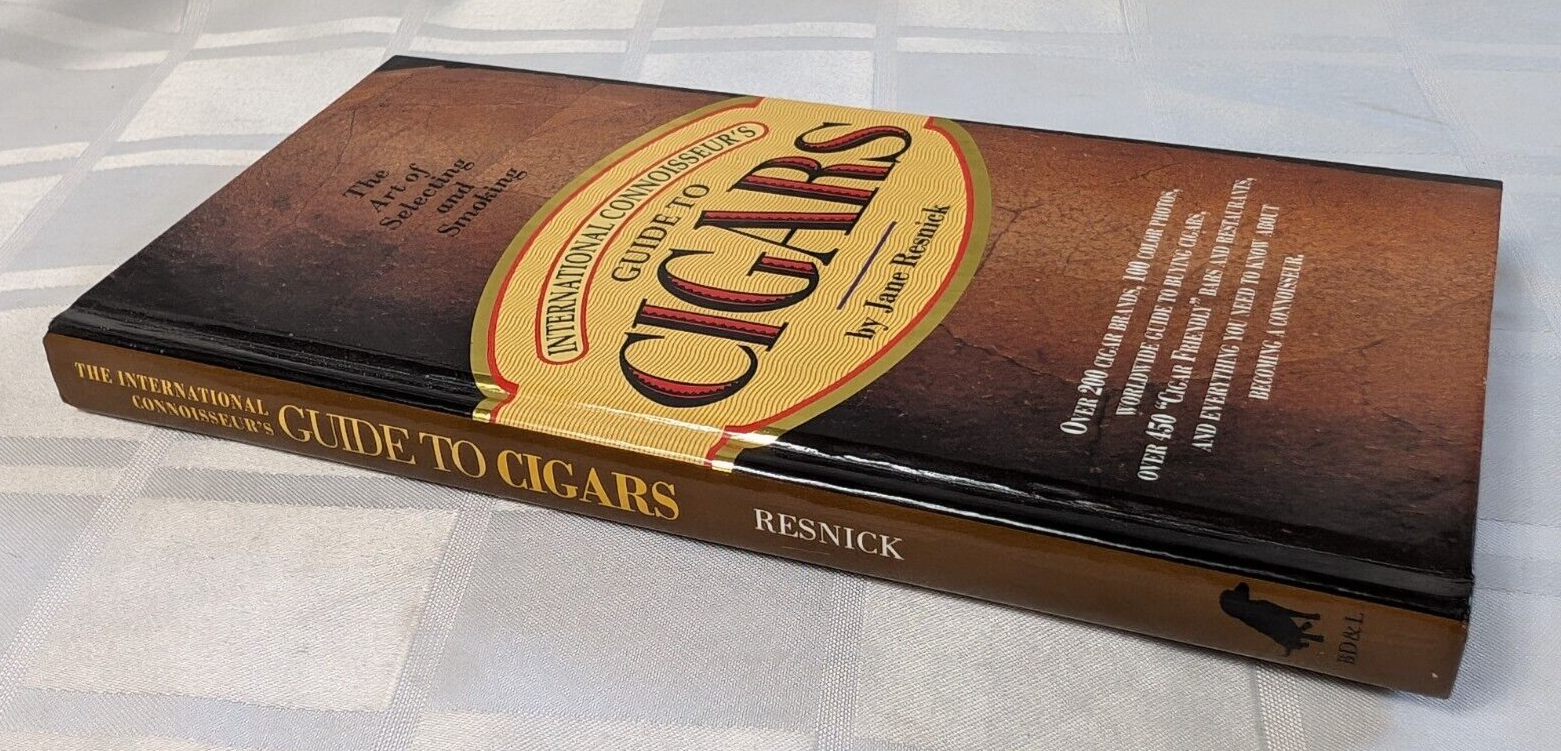 The
Art of
Selecting
and
Smoking
INTERNATIONAL CONNOISSEUR'S
GUIDE TO
CIGARS
by Jane Resnick
OVER 200 CIGAR BRANDS, 100 COLOR PHOTOS,
WORLDWIDE GUIDE TO BUYING CIGARS,
OVER 450 "CIGAR FRIENDLY" BARS AND RESTAURANTS,
AND EVERYTHING YOU NEED TO KNOW ABOUT
BECOMING A CONNOISSEUR.
THE INTERNATIONAL
CONNOISSEUR'S
GUIDE TO CIGARS
RESNICK
BD&L